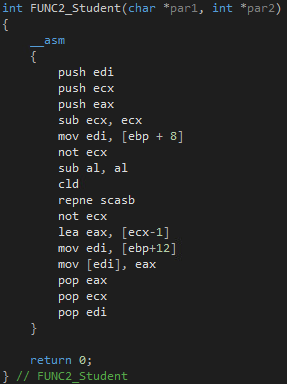 int FUNC2_Student(char *par1, int *par2)
{
    __asm
    {
        push edi
        push ecx
        push eax
        sub ecx, ecx
        mov edi, [ebp + 8]
        not ecx
        sub al, al
        cld
        repne scasb
        not ecx
        lea eax, [ecx-1]
        mov edi, [ebp+12]
        mov [edi], eax
        pop eax
        pop ecx
        pop edi
    }

    return 0;
} // FUNC2_Student